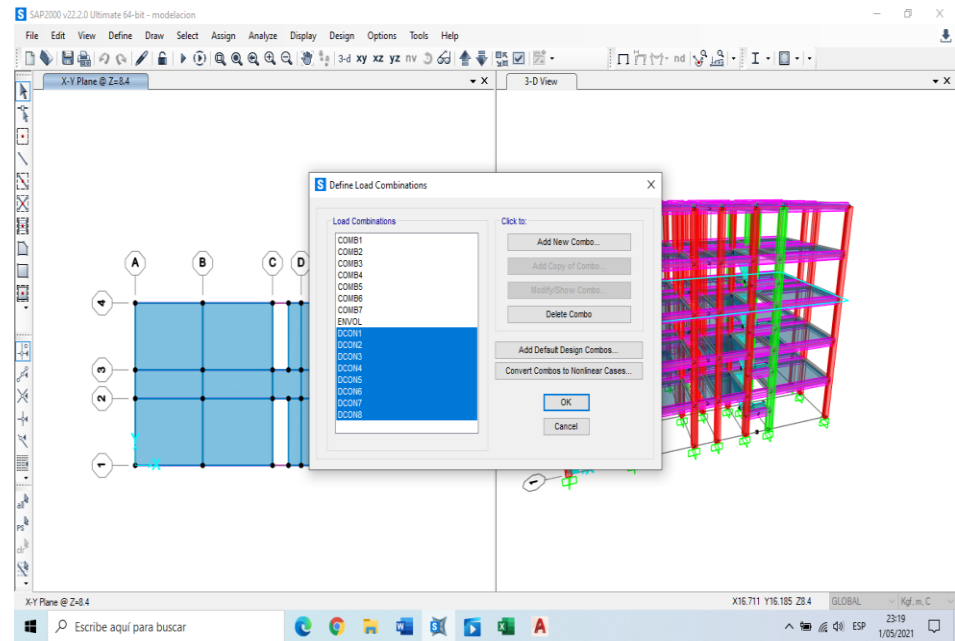 SAP2000 v22.2.0 Ultimate 64-bit - modelacion
File Edit View Define Draw Select Assign Analyze Display Design Options Tools Help
3-d xy xz yz nv
nd
X-Y Plane @ Z=8.4
3-D View
Define Load Combinations
Load Combinations
COMB1
COMB2
COMB3
COMB4
COMB5
COMB6
COMB7
ENVOL
DCON1
DCON2
DCON3
DCON4
DCON5
DCON6
DCON7
DCON8
Click to:
Add New Combo...
Add Copy of Combo...
Modify/Show Combo...
Delete Combo
Add Default Design Combos...
Convert Combos to Nonlinear Cases...
OK
Cancel
A B C D
4
3
2
1
Y
X
1
all
PS
clr
X-Y Plane @ Z=8.4
X16.711 Y16.185 Z8.4
GLOBAL
Kgf, m, C
Escribe aquí para buscar
ESP
23:19
1/05/2021